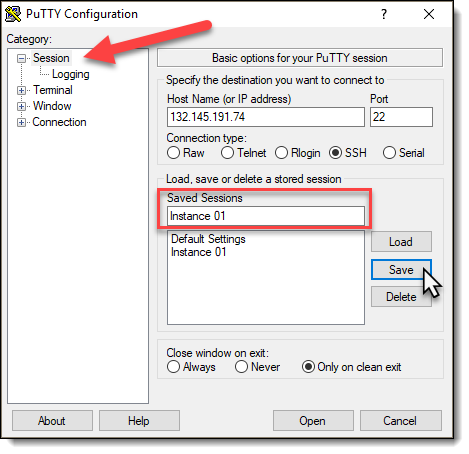 PuTTY Configuration
Category:
Session
Logging
Terminal
Window
Connection
Basic options for your PuTTY session
Specify the destination you want to connect to
Host Name (or IP address) Port
132.145.191.74 22
Connection type:
Raw Telnet Rlogin SSH Serial
Load, save or delete a stored session
Saved Sessions
Instance 01
Default Settings
Instance 01
Load
Save
Delete
Close window on exit:
Always Never Only on clean exit
About Help Open Cancel